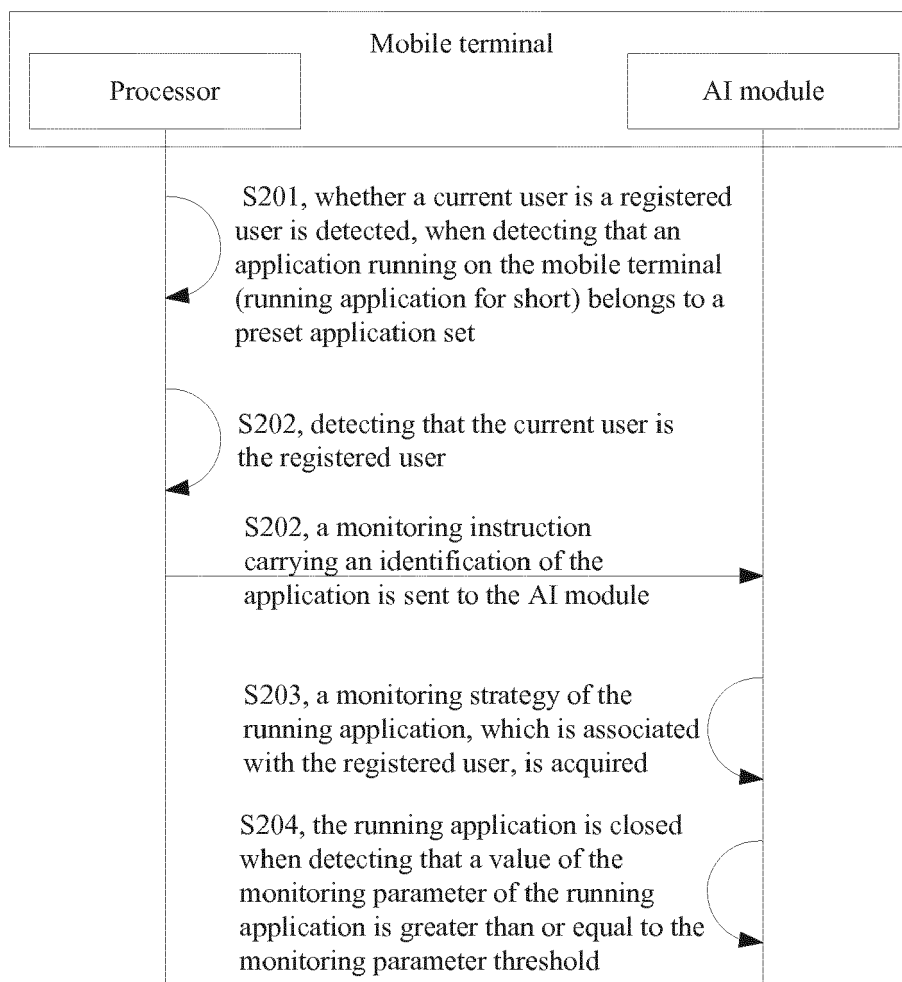 Mobile terminal
Processor
AI module
S201, whether a current user is a registered
user is detected, when detecting that an
application running on the mobile terminal
(running application for short) belongs to a
preset application set
S202, detecting that the current user is
the registered user
S202, a monitoring instruction
carrying an identification of the
application is sent to the AI module
S203, a monitoring strategy of the
running application, which is associated
with the registered user, is acquired
S204, the running application is closed
when detecting that a value of the
monitoring parameter of the running
application is greater than or equal to the
monitoring parameter threshold